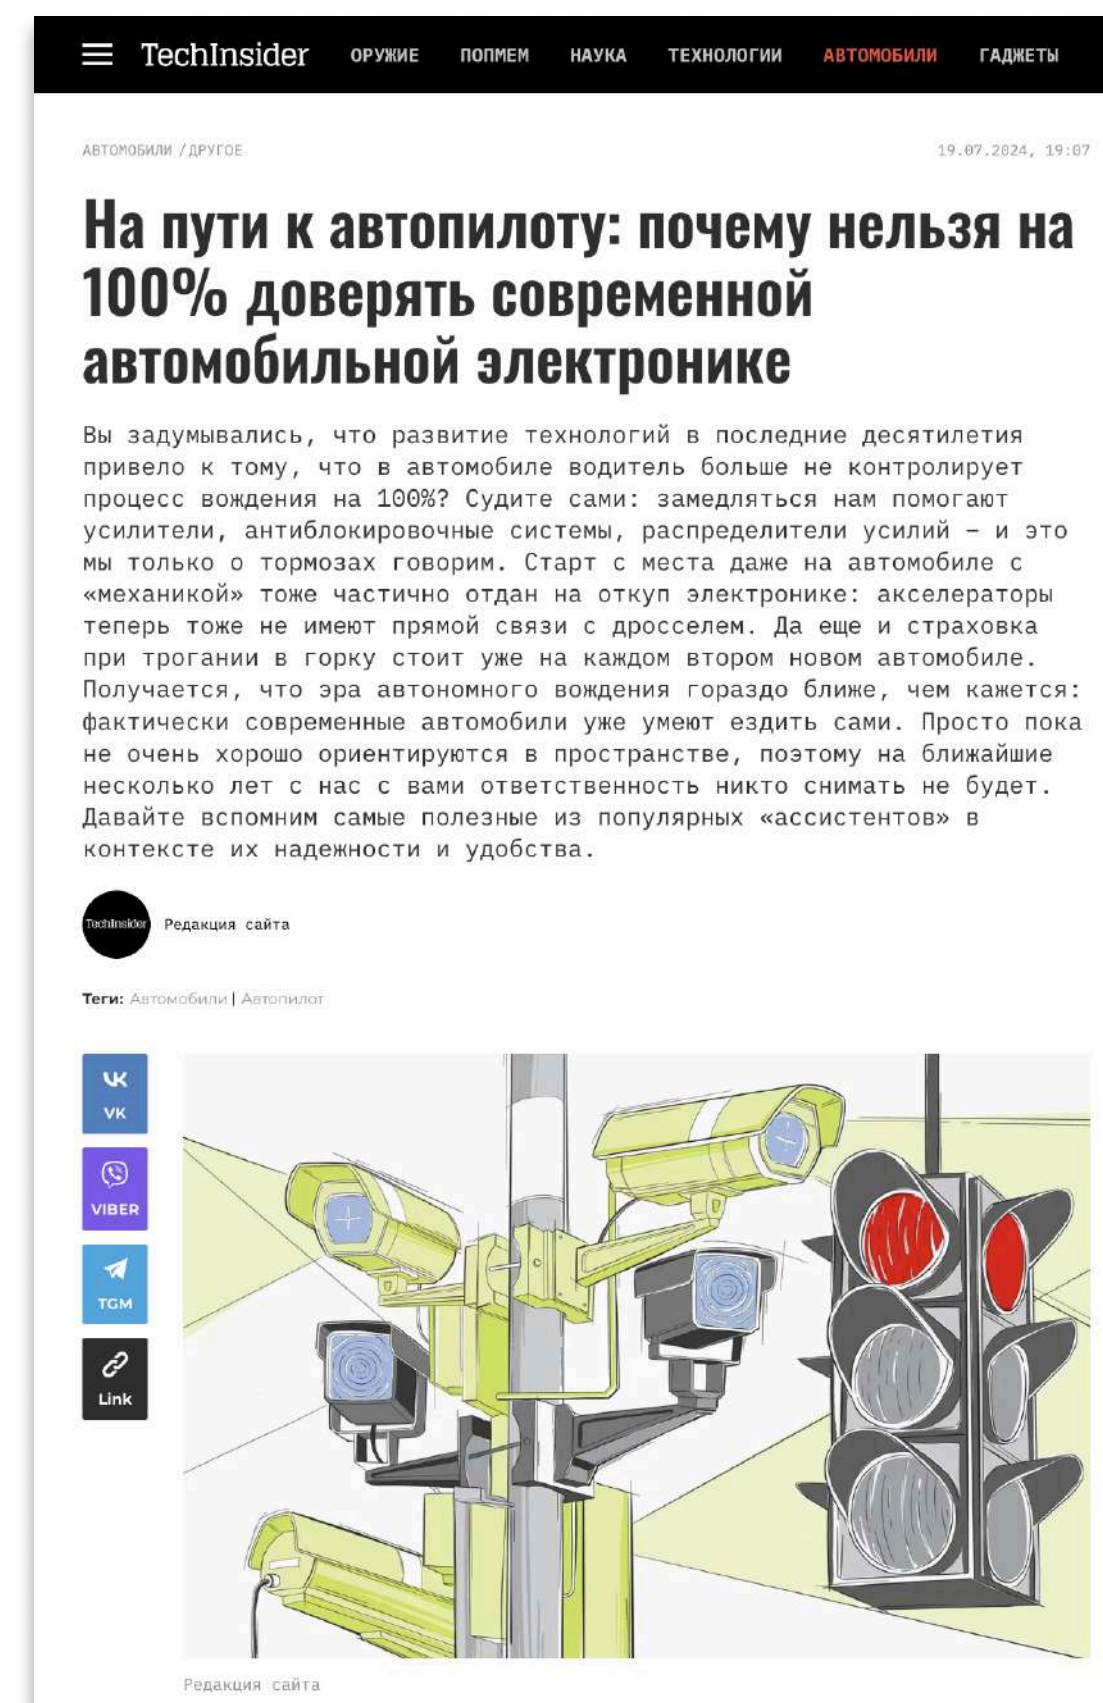 TechInsider ОРУЖИЕ ПОПМЕМ НАУКА ТЕХНОЛОГИИ АВТОМОБИЛИ ГАДЖЕТЫ
АВТОМОБИЛИ /ДРУГОЕ 19.07.2024, 19:07
На пути к автопилоту: почему нельзя на
100% доверять современной
автомобильной электронике
Вы задумывались, что развитие технологий в последние десятилетия
привело к тому, что в автомобиле водитель больше не контролирует
процесс вождения на 100%? Судите сами: замедляться нам помогают
усилители, антиблокировочные системы, распределители усилий – и это
мы только о тормозах говорим. Старт с места даже на автомобиле с
«механикой» тоже частично отдан на откуп электронике: акселераторы
теперь тоже не имеют прямой связи с дросселем. Да еще и страховка
при трогании в горку стоит уже на каждом втором новом автомобиле.
Получается, что эра автономного вождения гораздо ближе, чем кажется:
фактически современные автомобили уже умеют ездить сами. Просто пока
не очень хорошо ориентируются в пространстве, поэтому на ближайшие
несколько лет с нас с вами ответственность никто снимать не будет.
Давайте вспомним самые полезные из популярных «ассистентов» в
контексте их надежности и удобства.
TechInsider Редакция сайта
Теги: Автомобили | Автопилот
VK
VIBER
TGM
Link
Редакция сайта